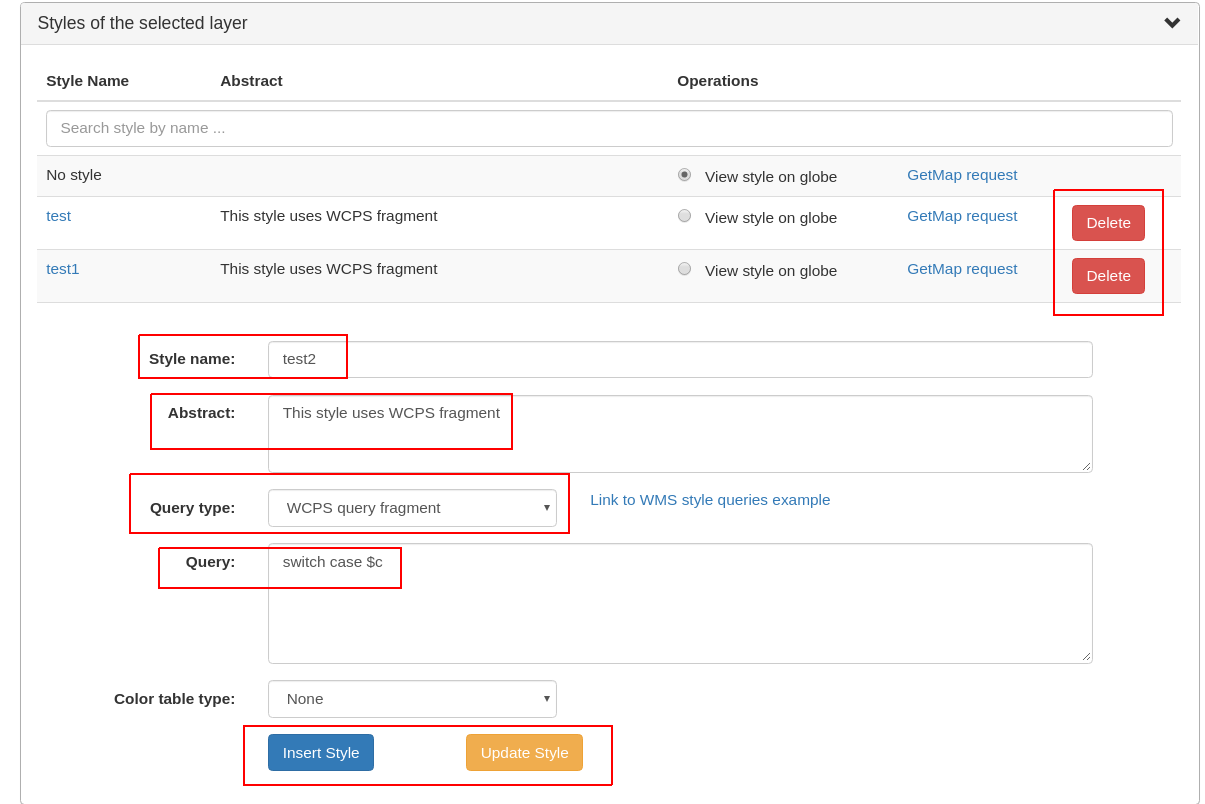 Styles of the selected layer
Style Name Abstract Operations
Search style by name ...
No style View style on globe GetMap request
test This style uses WCPS fragment View style on globe GetMap request Delete
test1 This style uses WCPS fragment View style on globe GetMap request Delete
Style name: test2
Abstract: This style uses WCPS fragment
Query type: WCPS query fragment Link to WMS style queries example
Query: switch case $c
Color table type: None
Insert Style Update Style